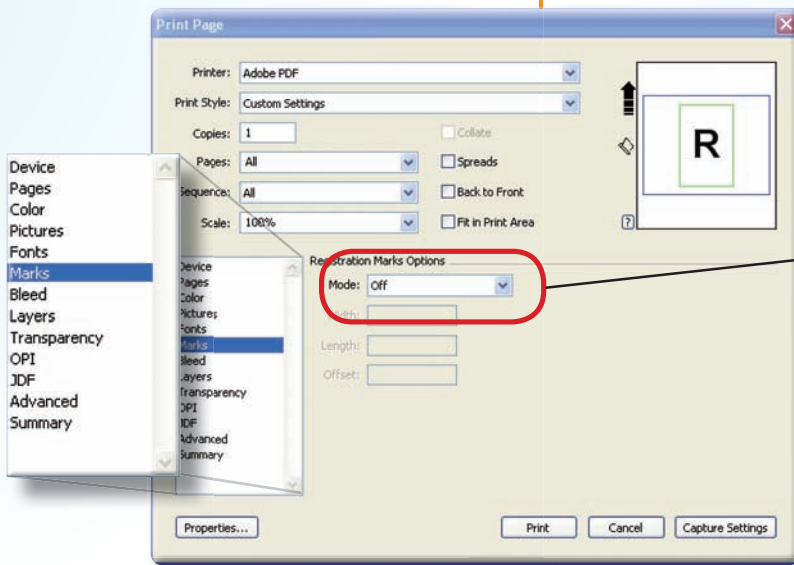 Print Page
Printer: Adobe PDF
Print Style: Custom Settings
Copies: 1 Collate
Pages: All Spreads
Sequence: All Back to Front
Scale: 100% Fit in Print Area
R
?
Device
Pages
Color
Pictures
Fonts
Marks
Bleed
Layers
Transparency
OPI
JDF
Advanced
Summary
Device
Pages
Color
Pictures
Fonts
Marks
Bleed
Layers
Transparency
OPI
JDF
Advanced
Summary
Registration Marks Options
Mode: Off
Width:
Length:
Offset:
Properties...
Print Cancel Capture Settings